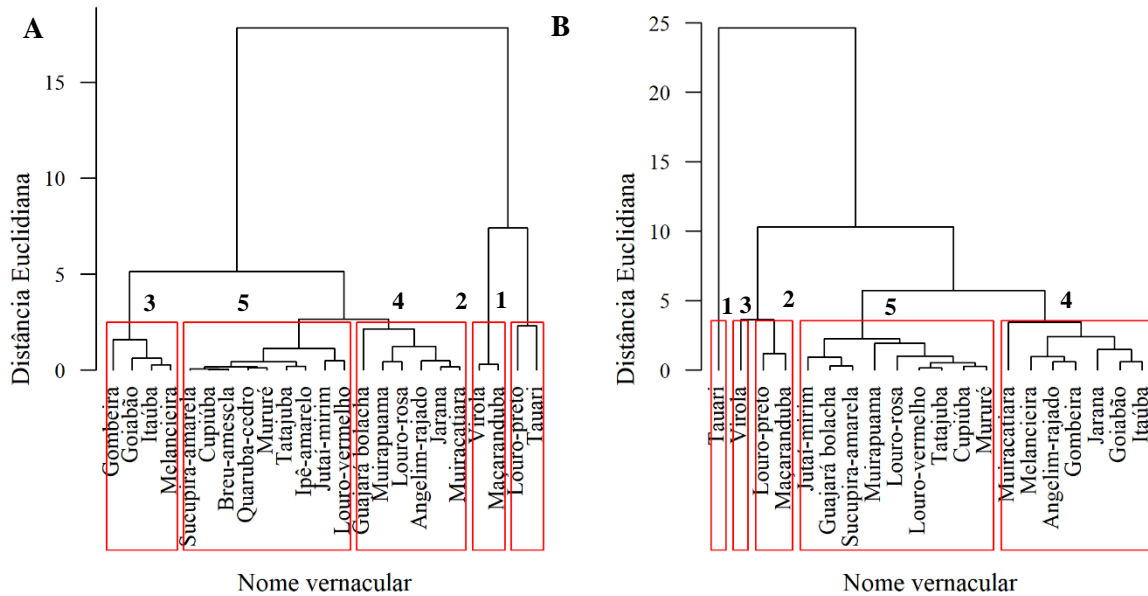 A
Distância Euclidiana
15
10
5
0
3
5
4
2
1
Gombeira
Goiabão
Itaúba
Melancieira
Sucupira-amarela
Cupiúba
Breu-amescla
Quaruba-cedro
Mururé
Tatajuba
Ipê-amarelo
Jutaí-mirim
Louro-vermelho
Guajará bolacha
Muirapuama
Louro-rosa
Angelim-rajado
Jarana
Muiracatiara
Virola
Maçaranduba
Louro-preto
Tauari
Nome vernacular
B
Distância Euclidiana
25
20
15
10
5
0
1
3
2
5
4
Tauari
Virola
Louro-preto
Maçaranduba
Jutaí-mirim
Guajará bolacha
Sucupira-amarela
Muirapuama
Louro-rosa
Louro-vermelho
Tatajuba
Cupiúba
Mururé
Muiracatiara
Melancieira
Angelim-rajado
Gombeira
Jarana
Goiabão
Itaúba
Nome vernacular